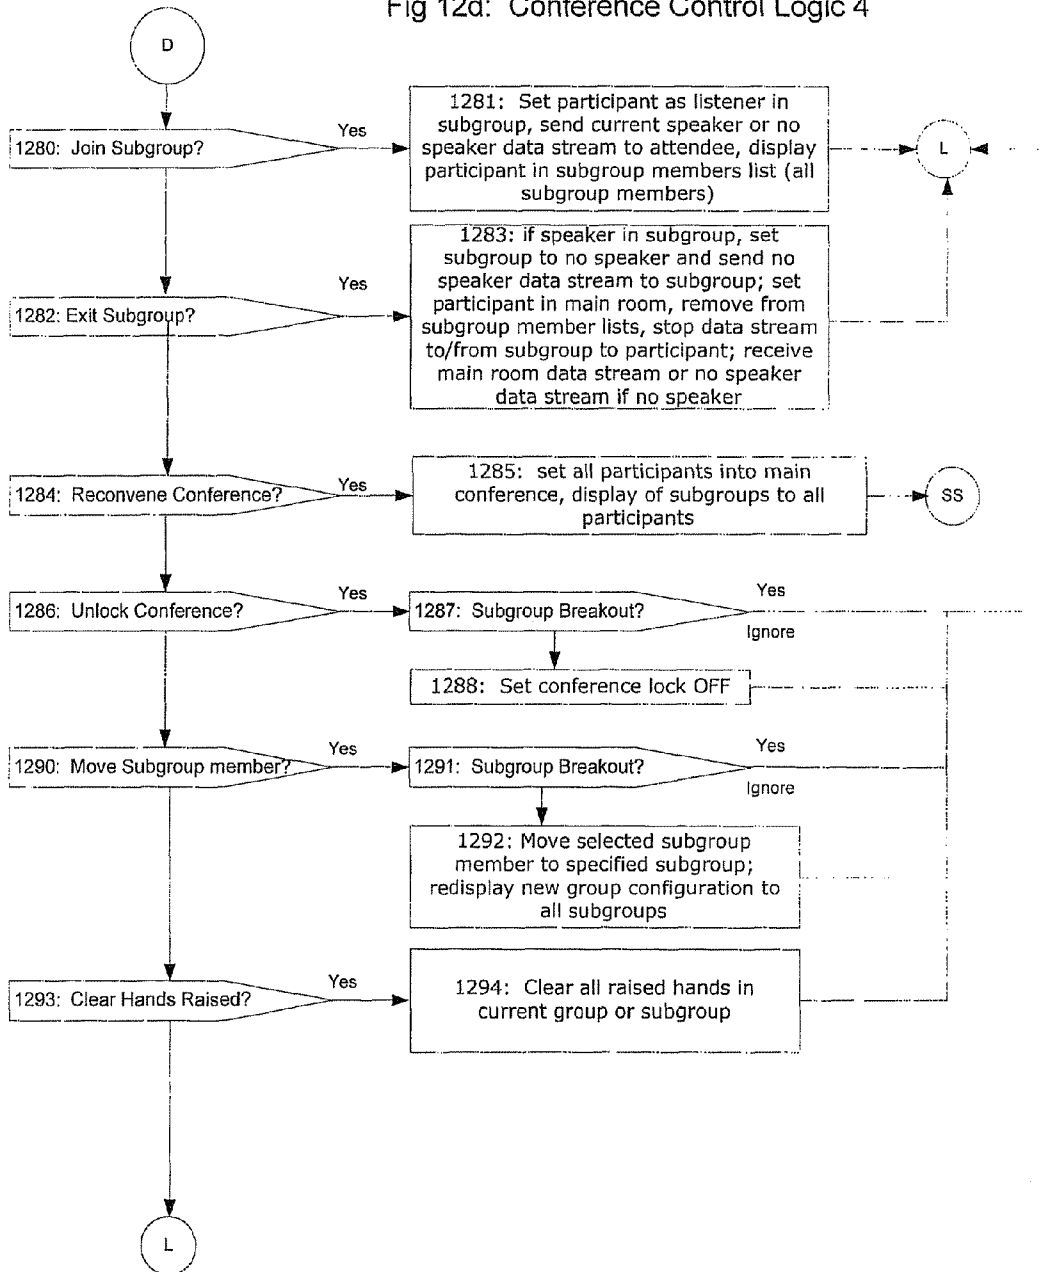 Fig 12d: Conference Control Logic 4
D
1280: Join Subgroup?
Yes
1281: Set participant as listener in
subgroup, send current speaker or no
speaker data stream to attendee, display
participant in subgroup members list (all
subgroup members)
L
1282: Exit Subgroup?
Yes
1283: if speaker in subgroup, set
subgroup to no speaker and send no
speaker data stream to subgroup; set
participant in main room, remove from
subgroup member lists, stop data stream
to/from subgroup to participant; receive
main room data stream or no speaker
data stream if no speaker
1284: Reconvene Conference?
Yes
1285: set all participants into main
conference, display of subgroups to all
participants
SS
1286: Unlock Conference?
Yes
1287: Subgroup Breakout?
Yes
Ignore
1288: Set conference lock OFF
1290: Move Subgroup member?
Yes
1291: Subgroup Breakout?
Yes
Ignore
1292: Move selected subgroup
member to specified subgroup;
redisplay new group configuration to
all subgroups
1293: Clear Hands Raised?
Yes
1294: Clear all raised hands in
current group or subgroup
L